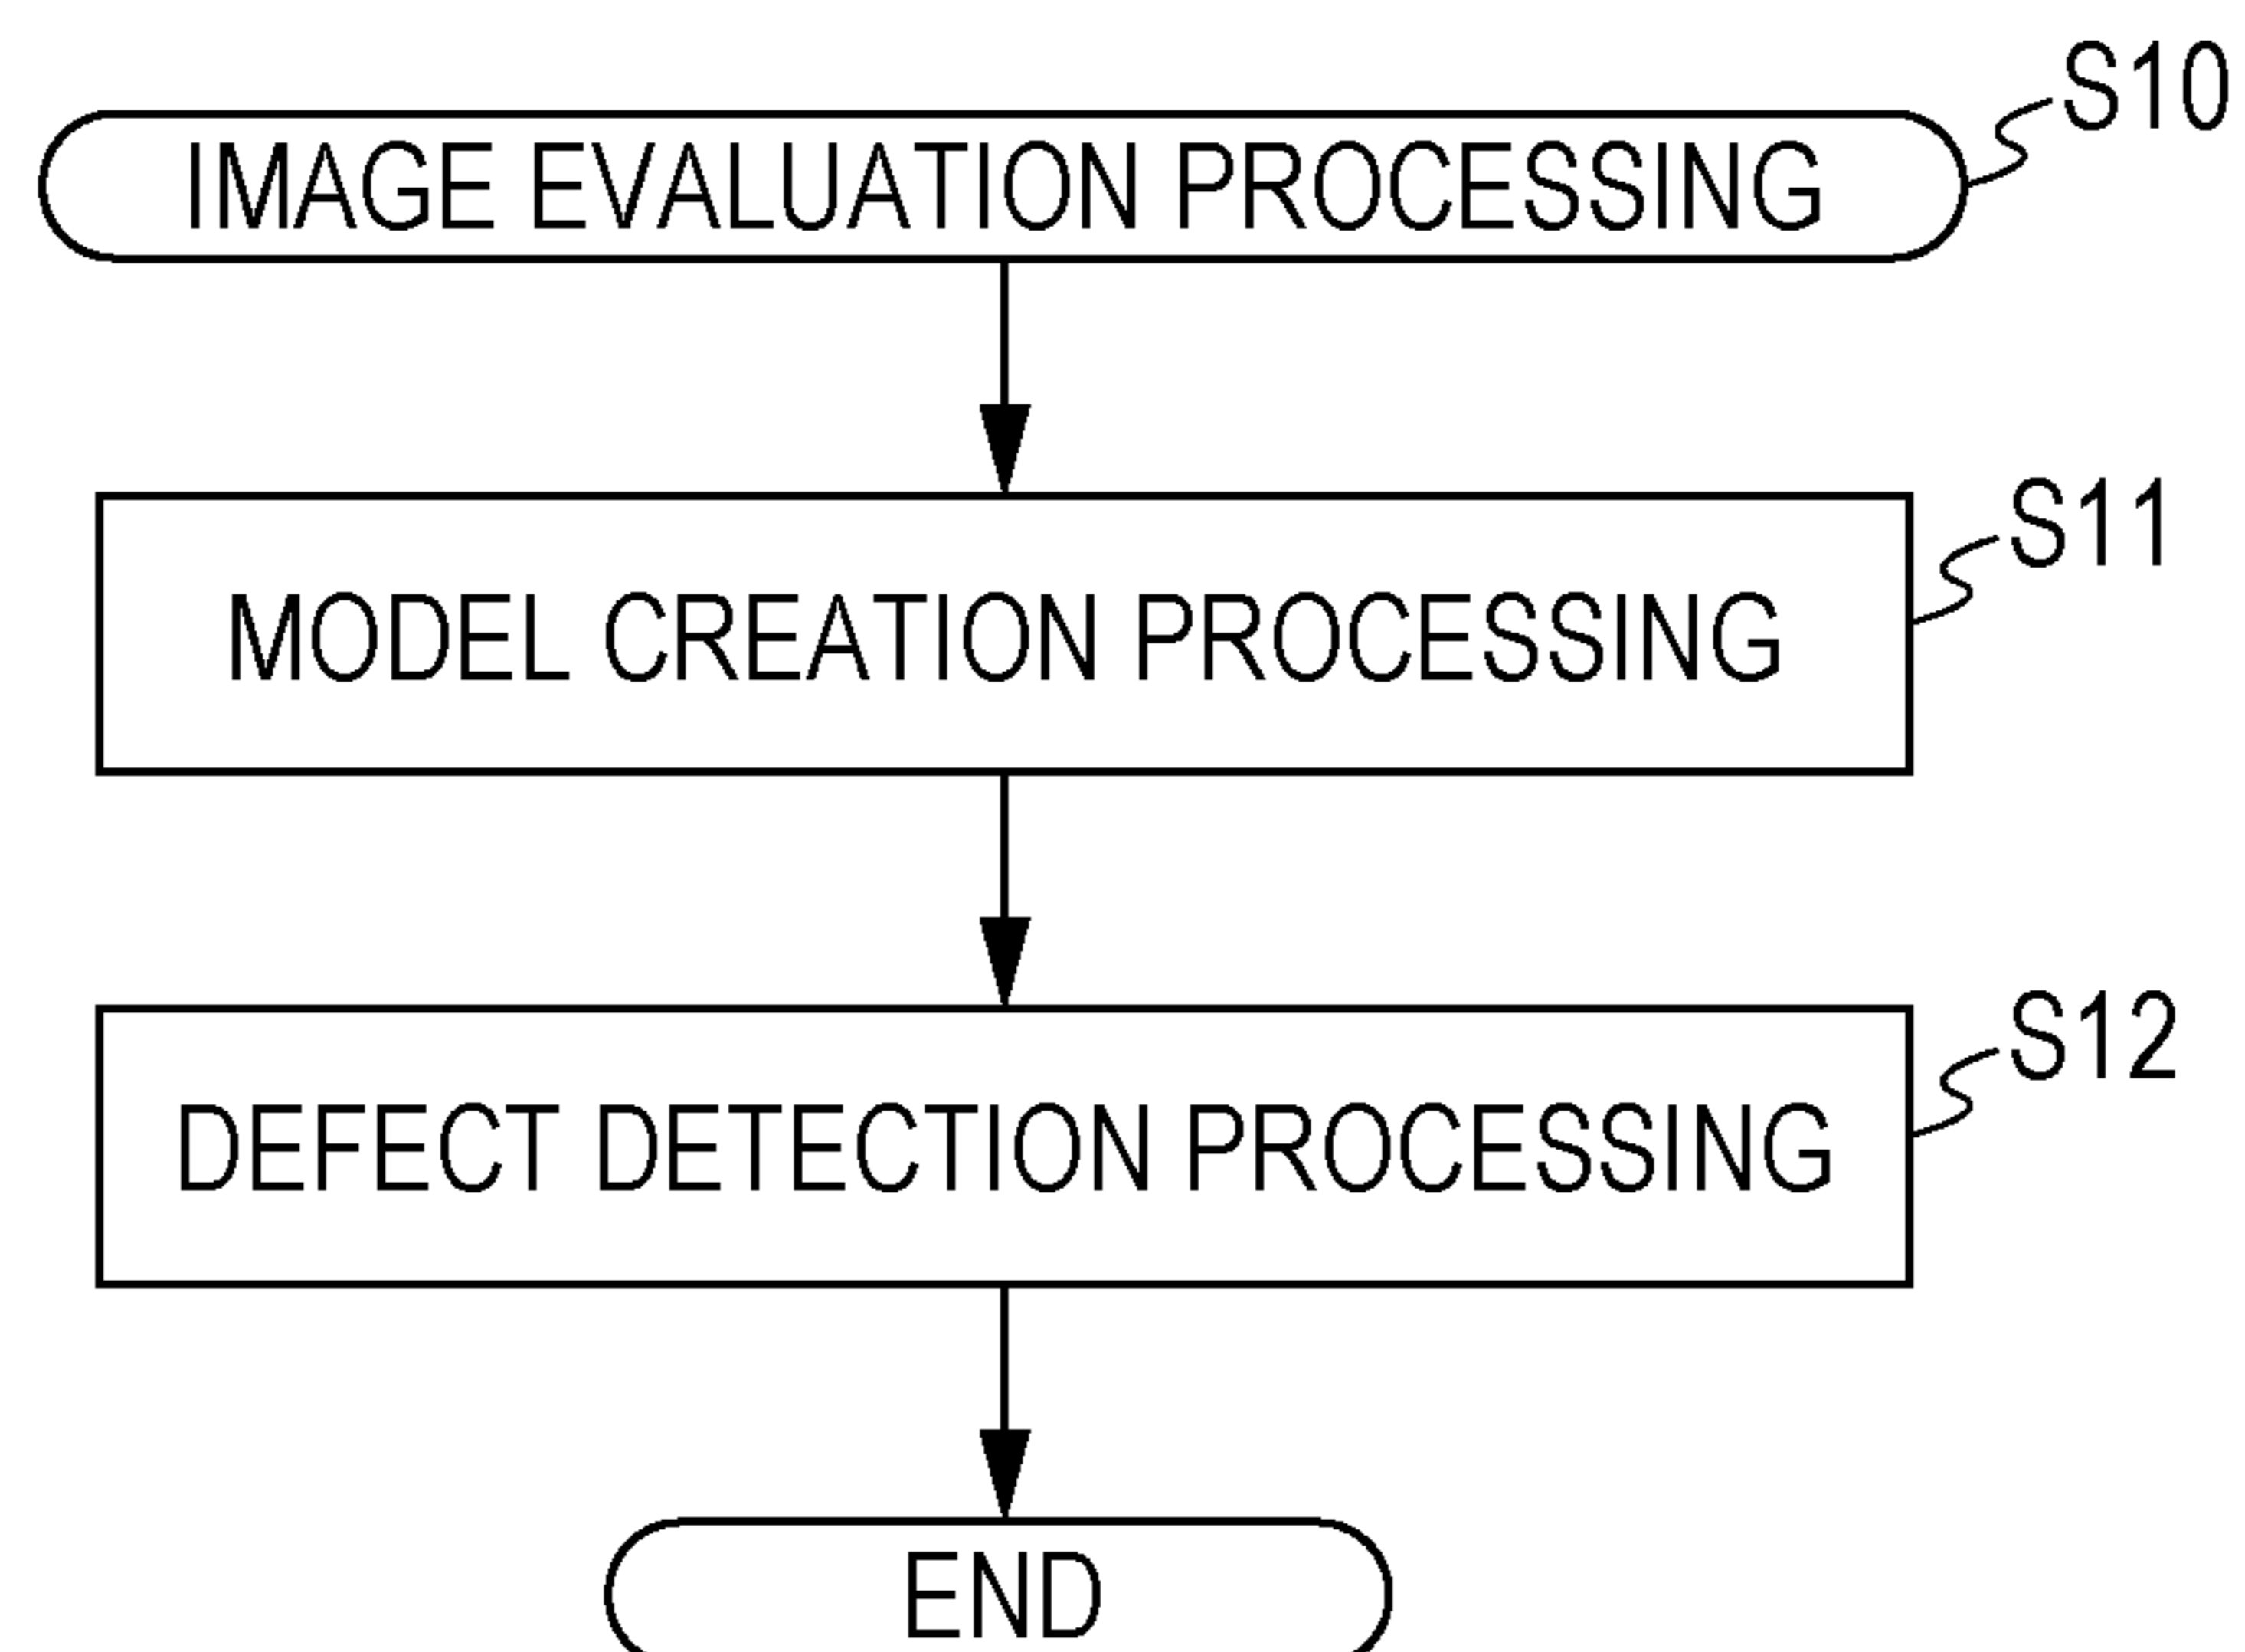 S10
IMAGE EVALUATION PROCESSING
S11
MODEL CREATION PROCESSING
S12
DEFECT DETECTION PROCESSING
END